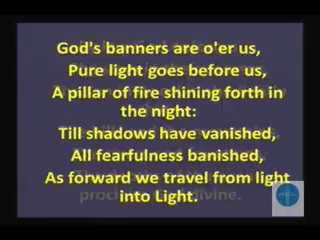 God's banners are o'er us,
Pure light goes before us,
A pillar of fire shining forth in
the night:
Till shadows have vanished,
All fearfulness banished,
As forward we travel from light
into Light.